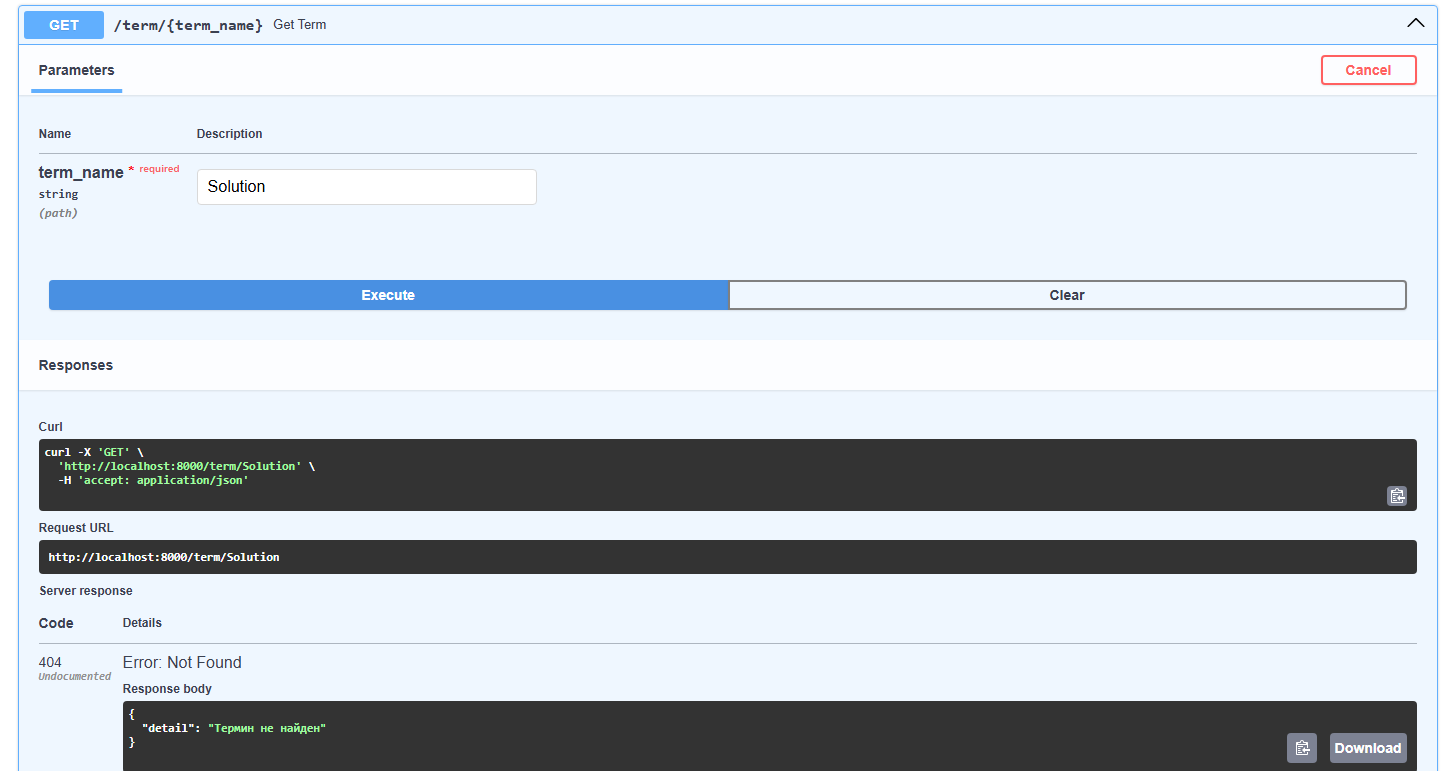 GET /term/{term_name} Get Term
Parameters
Cancel
Name Description
term_name * required
string
(path)
Solution
Execute
Clear
Responses
Curl
curl -X 'GET' \
'http://localhost:8000/term/Solution' \
-H 'accept: application/json'
Request URL
http://localhost:8000/term/Solution
Server response
Code Details
404
Undocumented
Error: Not Found
Response body
{
"detail": "Термин не найден"
}
Download